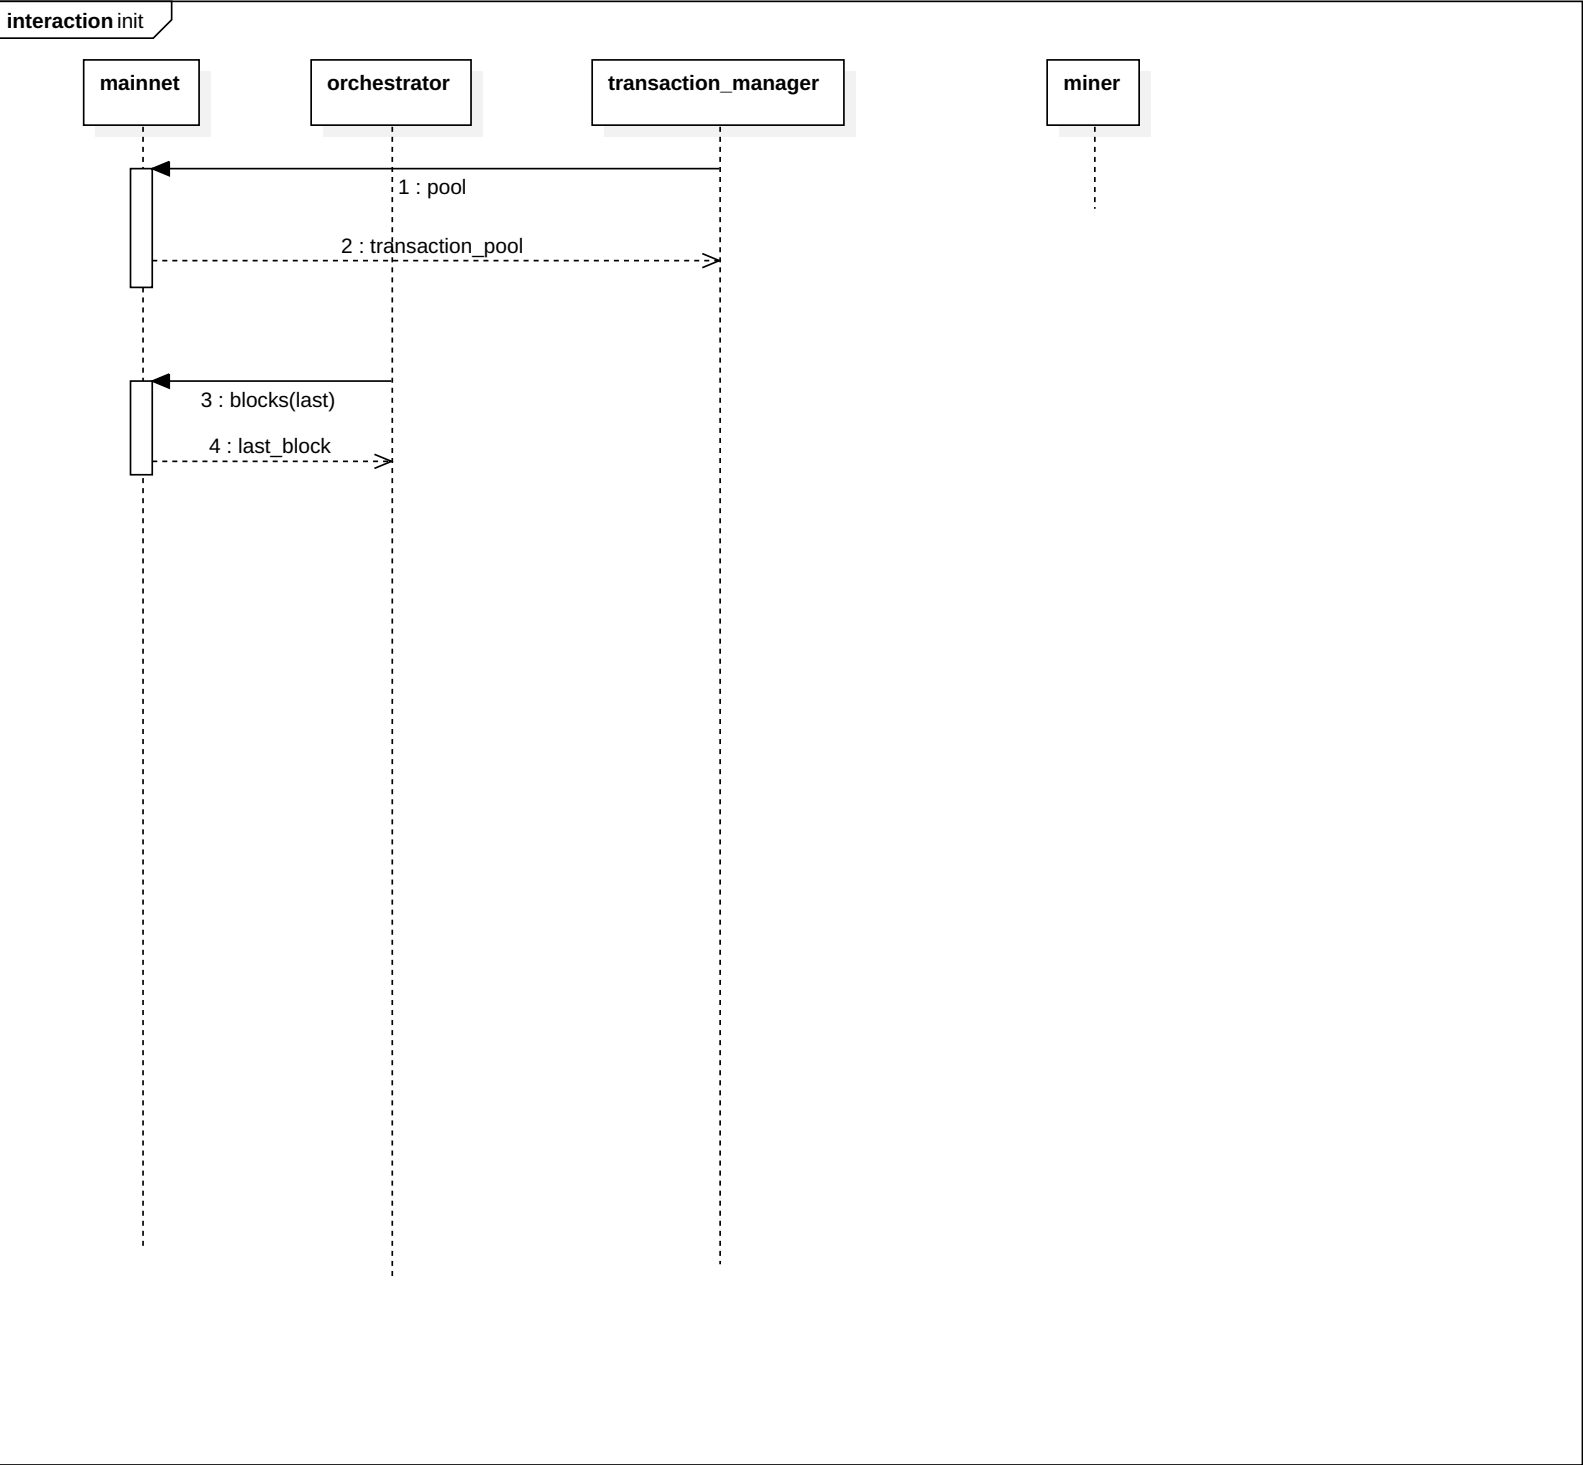 interaction init
mainnet
orchestrator
transaction_manager
miner
1 : pool
2 : transaction_pool
3 : blocks(last)
4 : last_block